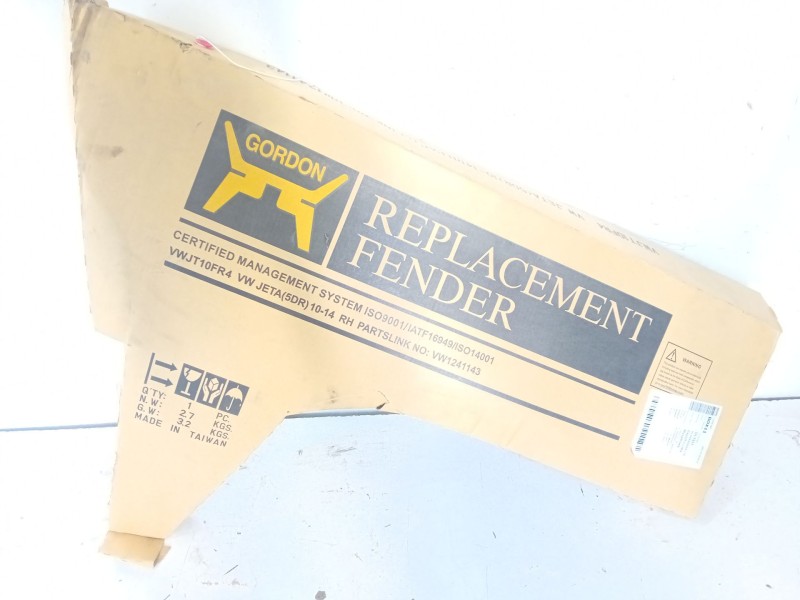 GORDON
REPLACEMENT
FENDER
CERTIFIED MANAGEMENT SYSTEM ISO9001/IATF16949/ISO14001
VWJT10FR4 VW JETA(5DR) 10-14 RH PARTSLINK NO: VW1241143
WARNING
Q'TY: 1 PC.
N.W: 2.7 KGS.
G.W: 3.2 KGS.
MADE IN TAIWAN